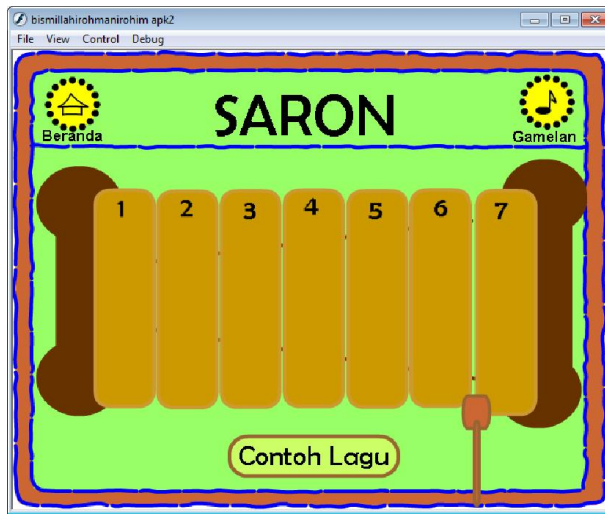 bismillahirohmanirohim apk2
File View Control Debug
SARON
Beranda
Gamelan
1 2 3 4 5 6 7
Contoh Lagu